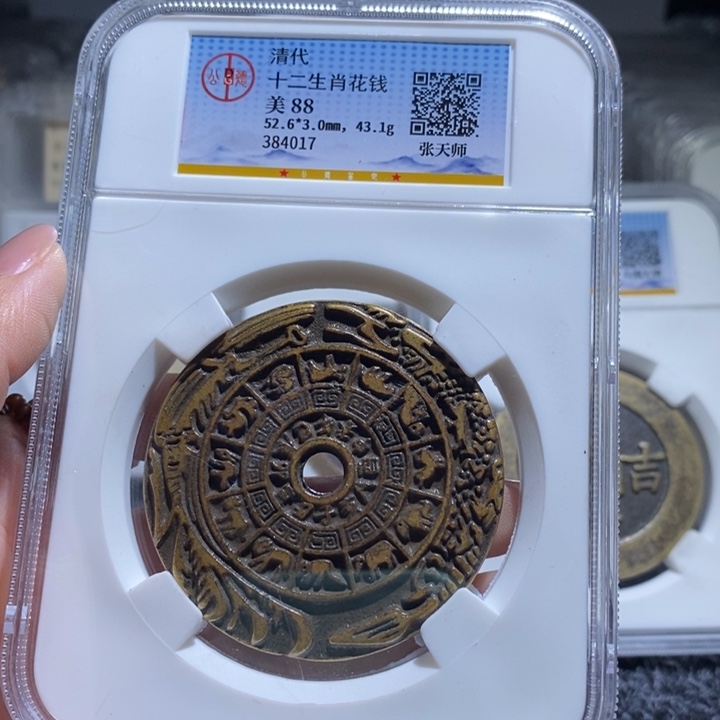 清代
十二生肖花钱
美 88
52.6*3.0mm, 43.1g
384017
张天师
吉